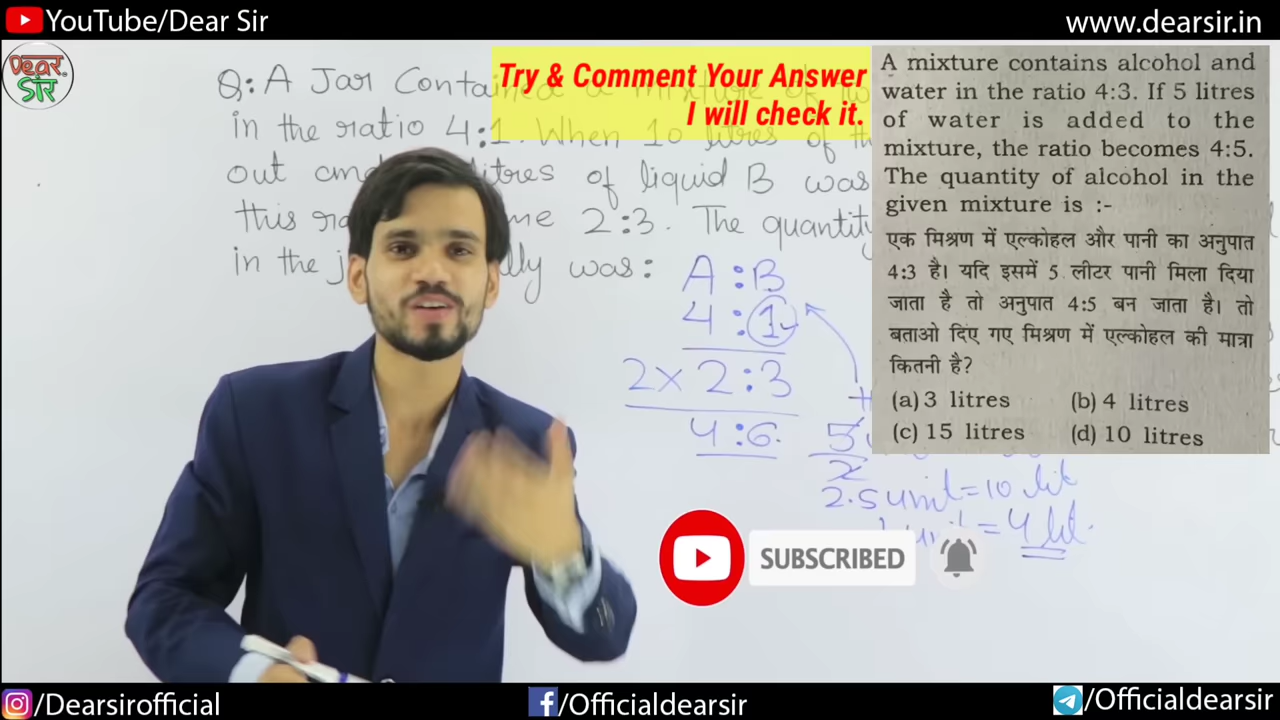 YouTube/Dear Sir
www.dearsir.in
Dear
SIR
Try & Comment Your Answer
I will check it.
Q: A Jar Contained a mixture of
in the ratio 4:1. When 10 litres of
out litres of liquid B was
this 2:3. The quantity
in the was:
A:B
4:1
2× 2:3
4:6
5
2
2.5 unit=10 lit
= 4 lit.
A mixture contains alcohol and
water in the ratio 4:3. If 5 litres
of water is added to the
mixture, the ratio becomes 4:5.
The quantity of alcohol in the
given mixture is :-
एक मिश्रण में एल्कोहल और पानी का अनुपात
4:3 है। यदि इसमें 5 लीटर पानी मिला दिया
जाता है तो अनुपात 4:5 बन जाता है। तो
बताओ दिए गए मिश्रण में एल्कोहल की मात्रा
कितनी है?
(a) 3 litres (b) 4 litres
(c) 15 litres (d) 10 litres
SUBSCRIBED
/Dearsirofficial
/Officialdearsir
/Officialdearsir